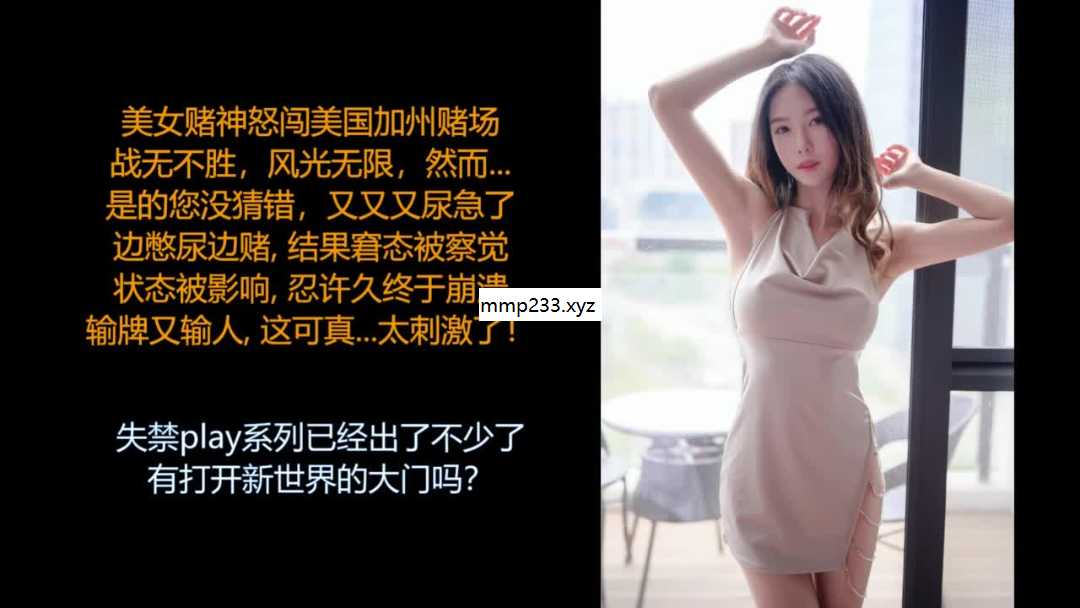 美女赌神怒闯美国加州赌场
战无不胜，风光无限，然而...
是的您没猜错，又又又尿急了
边憋尿边赌, 结果窘态被察觉
状态被影响, 忍许久终于崩溃
mmp233.xyz
输牌又输人, 这可真...太刺激了！
失禁play系列已经出了不少了
有打开新世界的大门吗？